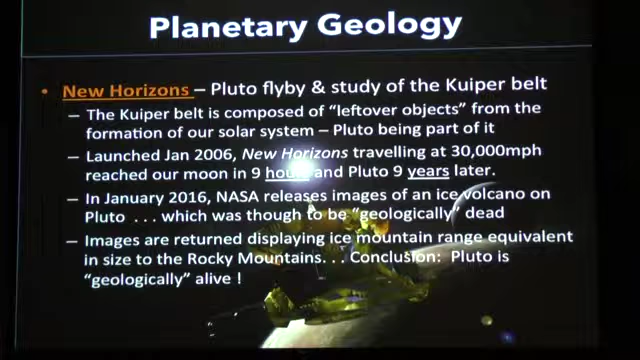 Planetary Geology
• New Horizons – Pluto flyby & study of the Kuiper belt
– The Kuiper belt is composed of "leftover objects" from the
formation of our solar system – Pluto being part of it
– Launched Jan 2006, New Horizons travelling at 30,000mph
reached our moon in 9 hours and Pluto 9 years later.
– In January 2016, NASA releases images of an ice volcano on
Pluto . . . which was though to be "geologically" dead
– Images are returned displaying ice mountain range equivalent
in size to the Rocky Mountains. . . Conclusion: Pluto is
"geologically" alive !